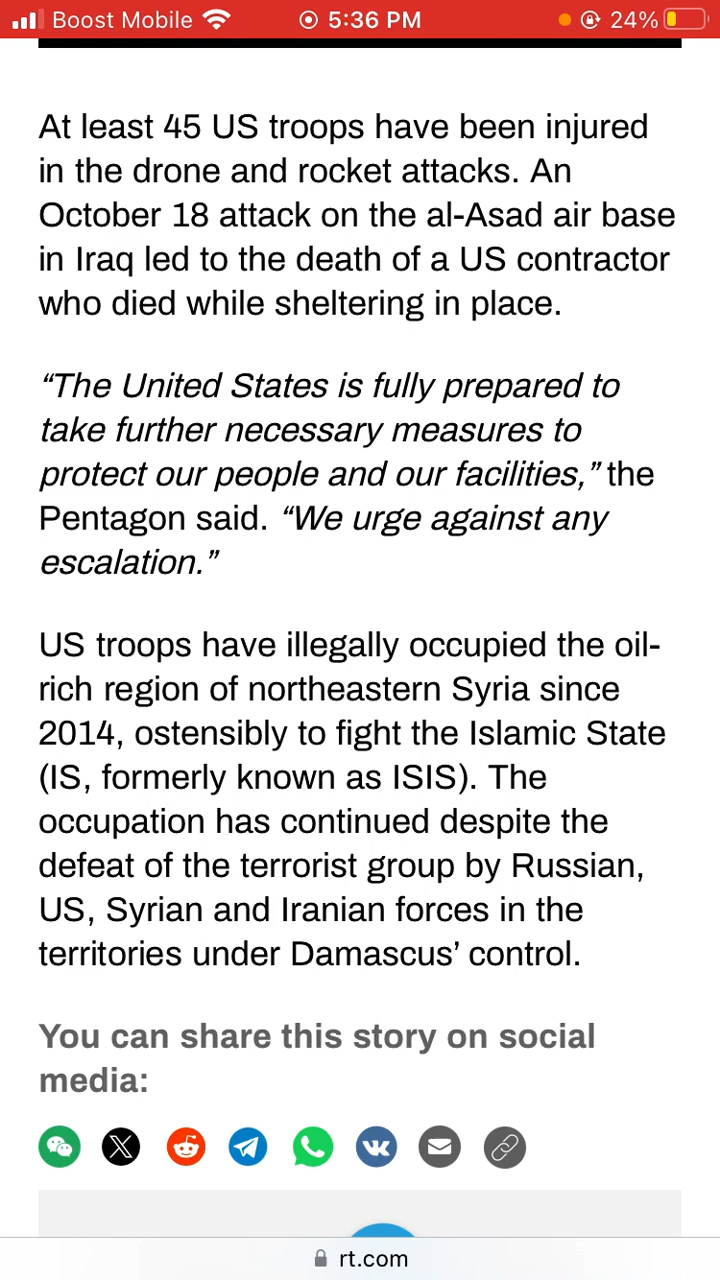 Boost Mobile 5:36 PM 24%
At least 45 US troops have been injured
in the drone and rocket attacks. An
October 18 attack on the al-Asad air base
in Iraq led to the death of a US contractor
who died while sheltering in place.
“The United States is fully prepared to
take further necessary measures to
protect our people and our facilities,” the
Pentagon said. “We urge against any
escalation.”
US troops have illegally occupied the oil-
rich region of northeastern Syria since
2014, ostensibly to fight the Islamic State
(IS, formerly known as ISIS). The
occupation has continued despite the
defeat of the terrorist group by Russian,
US, Syrian and Iranian forces in the
territories under Damascus’ control.
You can share this story on social
media:
rt.com